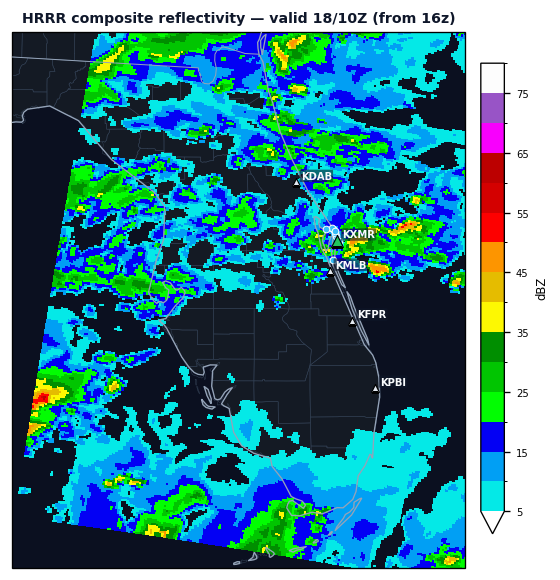 HRRR composite reflectivity — valid 18/10Z (from 16z)
KDAB
KXMR
KMLB
KFPR
KPBI
75
65
55
45
35
25
15
5
dBZ